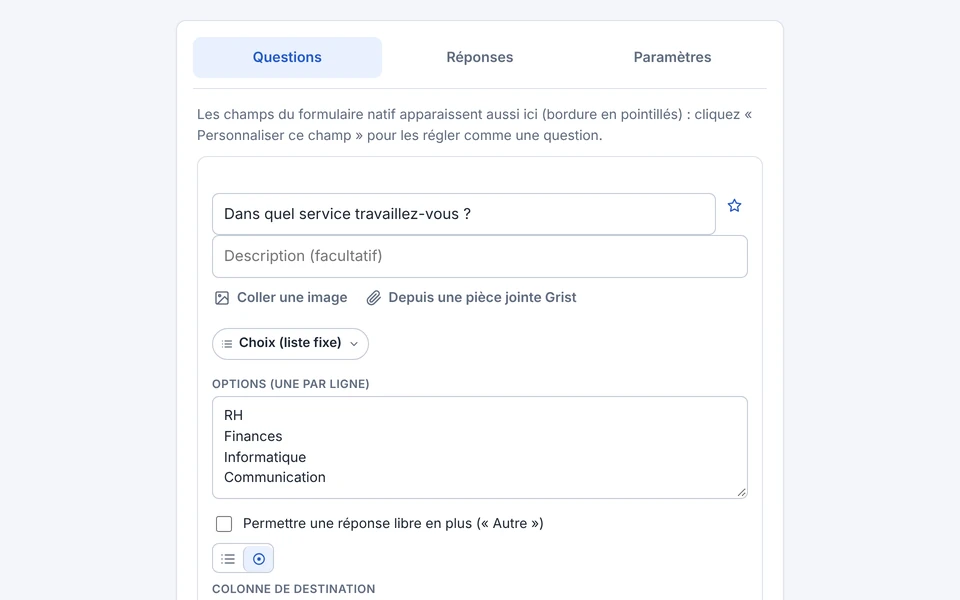 Questions
Réponses
Paramètres
Les champs du formulaire natif apparaissent aussi ici (bordure en pointillés) : cliquez «
Personnaliser ce champ » pour les régler comme une question.
Dans quel service travaillez-vous ?
Description (facultatif)
Coller une image
Depuis une pièce jointe Grist
Choix (liste fixe)
OPTIONS (UNE PAR LIGNE)
RH
Finances
Informatique
Communication
Permettre une réponse libre en plus (« Autre »)
COLONNE DE DESTINATION